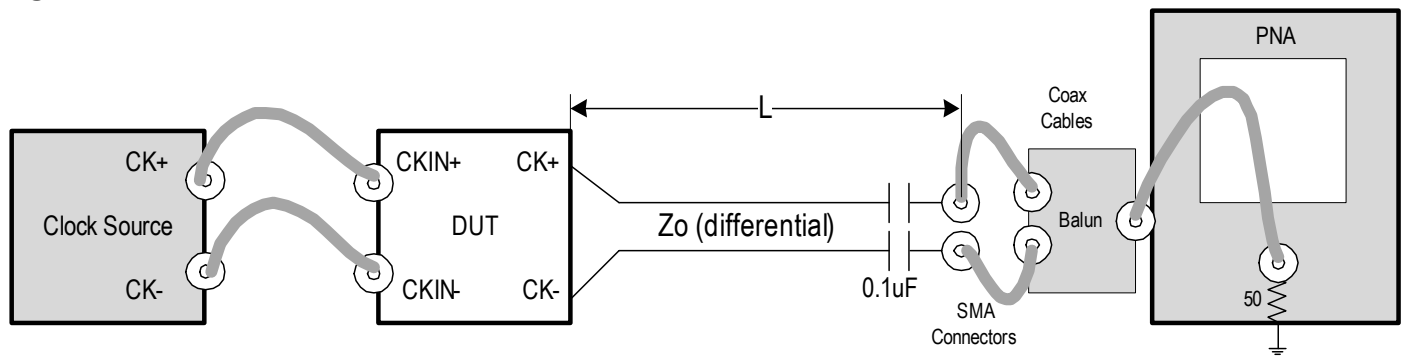 PNA
L
Coax
Cables
CK+
CKIN+
CK+
Clock Source
DUT
Zo (differential)
Balun
CK-
CKIN-
CK-
0.1uF
50
SMA
Connectors